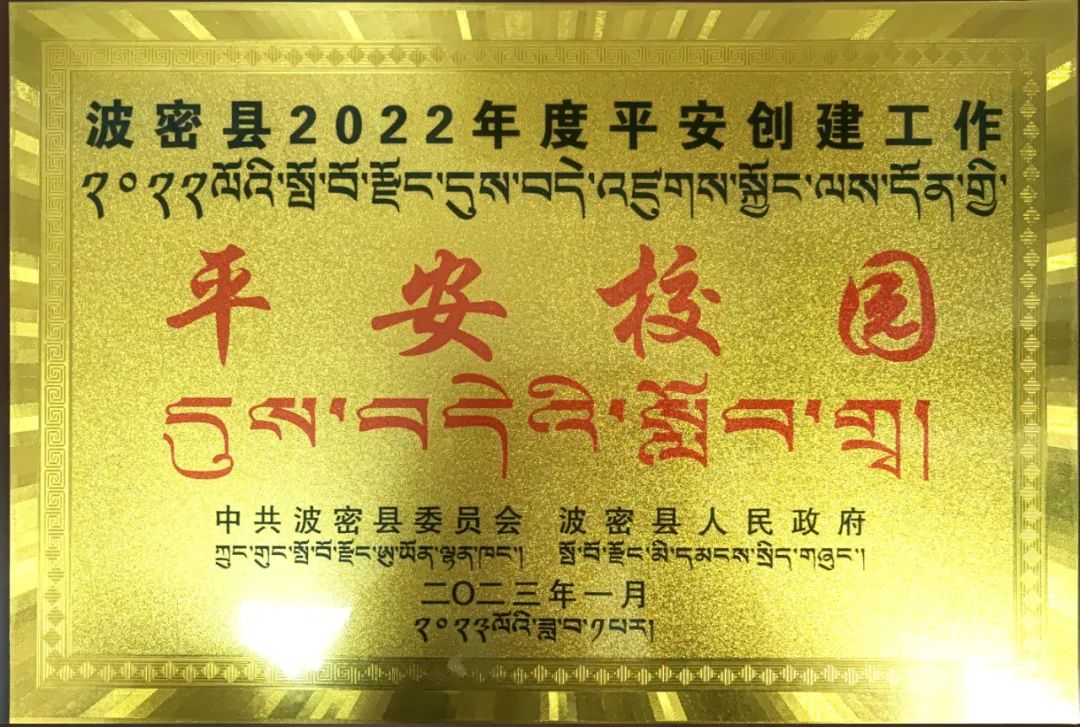 波密县2022年度平安创建工作
༢༠༢༢ལོའི་སྤོ་བོ་རྫོང་དུས་བདེ་འཛུགས་སྐྱོང་ལས་དོན་གྱི་
平安校园
དུས་བདེའི་སློབ་གྲྭ།
中共波密县委员会 波密县人民政府
ཀྲུང་གུང་སྤོ་བོ་རྫོང་ཨུ་ཡོན་ལྷན་ཁང་། སྤོ་བོ་རྫོང་མི་དམངས་སྲིད་གཞུང་།
二〇二三年一月
༢༠༢༣ལོའི་ཟླ་བ་༡པར།